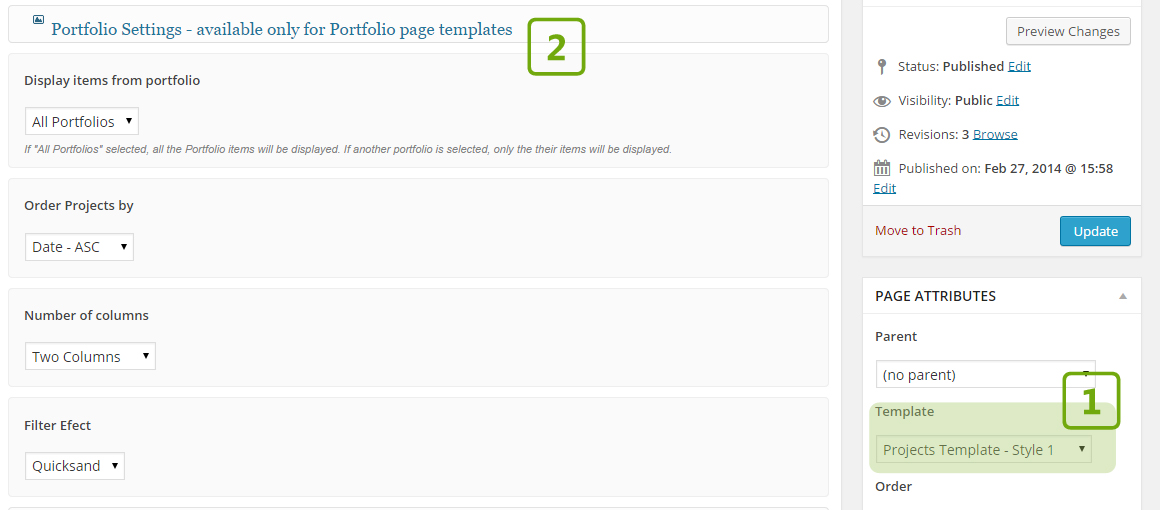 Portfolio Settings - available only for Portfolio page templates
2
Display items from portfolio
All Portfolios
If "All Portfolios" selected, all the Portfolio items will be displayed. If another portfolio is selected, only the their items will be displayed.
Order Projects by
Date - ASC
Number of columns
Two Columns
Filter Efect
Quicksand
Preview Changes
Status: Published Edit
Visibility: Public Edit
Revisions: 3 Browse
Published on: Feb 27, 2014 @ 15:58
Edit
Move to Trash
Update
PAGE ATTRIBUTES
Parent
(no parent)
1
Template
Projects Template - Style 1
Order